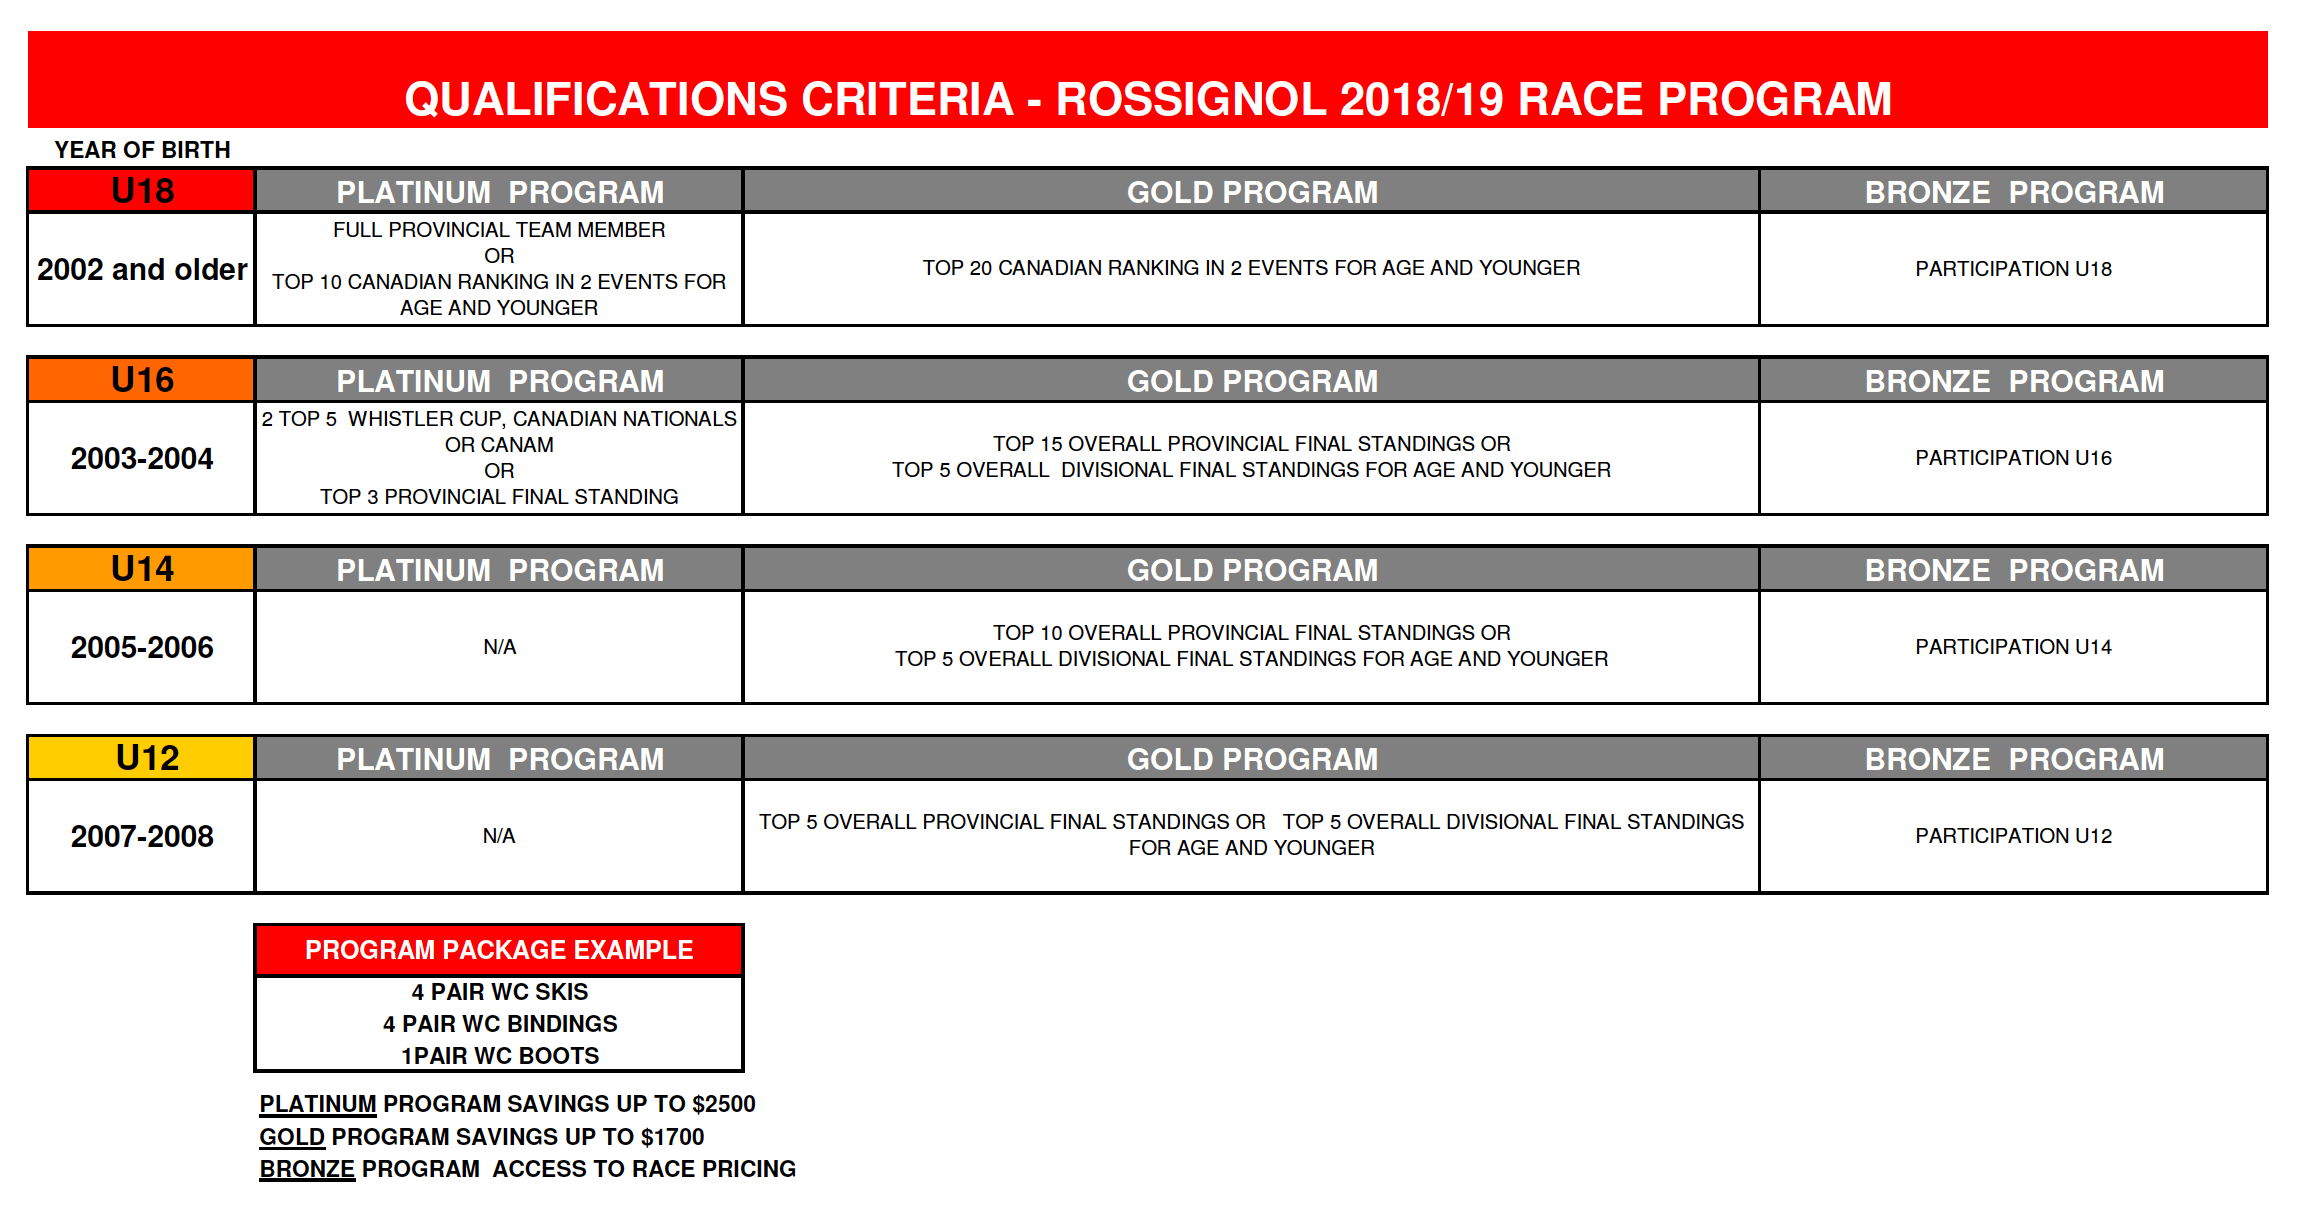 QUALIFICATIONS CRITERIA - ROSSIGNOL 2018/19 RACE PROGRAM
YEAR OF BIRTH
U18 PLATINUM PROGRAM GOLD PROGRAM BRONZE PROGRAM
2002 and older
FULL PROVINCIAL TEAM MEMBER
OR
TOP 10 CANADIAN RANKING IN 2 EVENTS FOR
AGE AND YOUNGER
TOP 20 CANADIAN RANKING IN 2 EVENTS FOR AGE AND YOUNGER
PARTICIPATION U18
U16 PLATINUM PROGRAM GOLD PROGRAM BRONZE PROGRAM
2003-2004
2 TOP 5 WHISTLER CUP, CANADIAN NATIONALS
OR CANAM
OR
TOP 3 PROVINCIAL FINAL STANDING
TOP 15 OVERALL PROVINCIAL FINAL STANDINGS OR
TOP 5 OVERALL DIVISIONAL FINAL STANDINGS FOR AGE AND YOUNGER
PARTICIPATION U16
U14 PLATINUM PROGRAM GOLD PROGRAM BRONZE PROGRAM
2005-2006
N/A
TOP 10 OVERALL PROVINCIAL FINAL STANDINGS OR
TOP 5 OVERALL DIVISIONAL FINAL STANDINGS FOR AGE AND YOUNGER
PARTICIPATION U14
U12 PLATINUM PROGRAM GOLD PROGRAM BRONZE PROGRAM
2007-2008
N/A
TOP 5 OVERALL PROVINCIAL FINAL STANDINGS OR TOP 5 OVERALL DIVISIONAL FINAL STANDINGS
FOR AGE AND YOUNGER
PARTICIPATION U12
PROGRAM PACKAGE EXAMPLE
4 PAIR WC SKIS
4 PAIR WC BINDINGS
1PAIR WC BOOTS
PLATINUM PROGRAM SAVINGS UP TO $2500
GOLD PROGRAM SAVINGS UP TO $1700
BRONZE PROGRAM ACCESS TO RACE PRICING